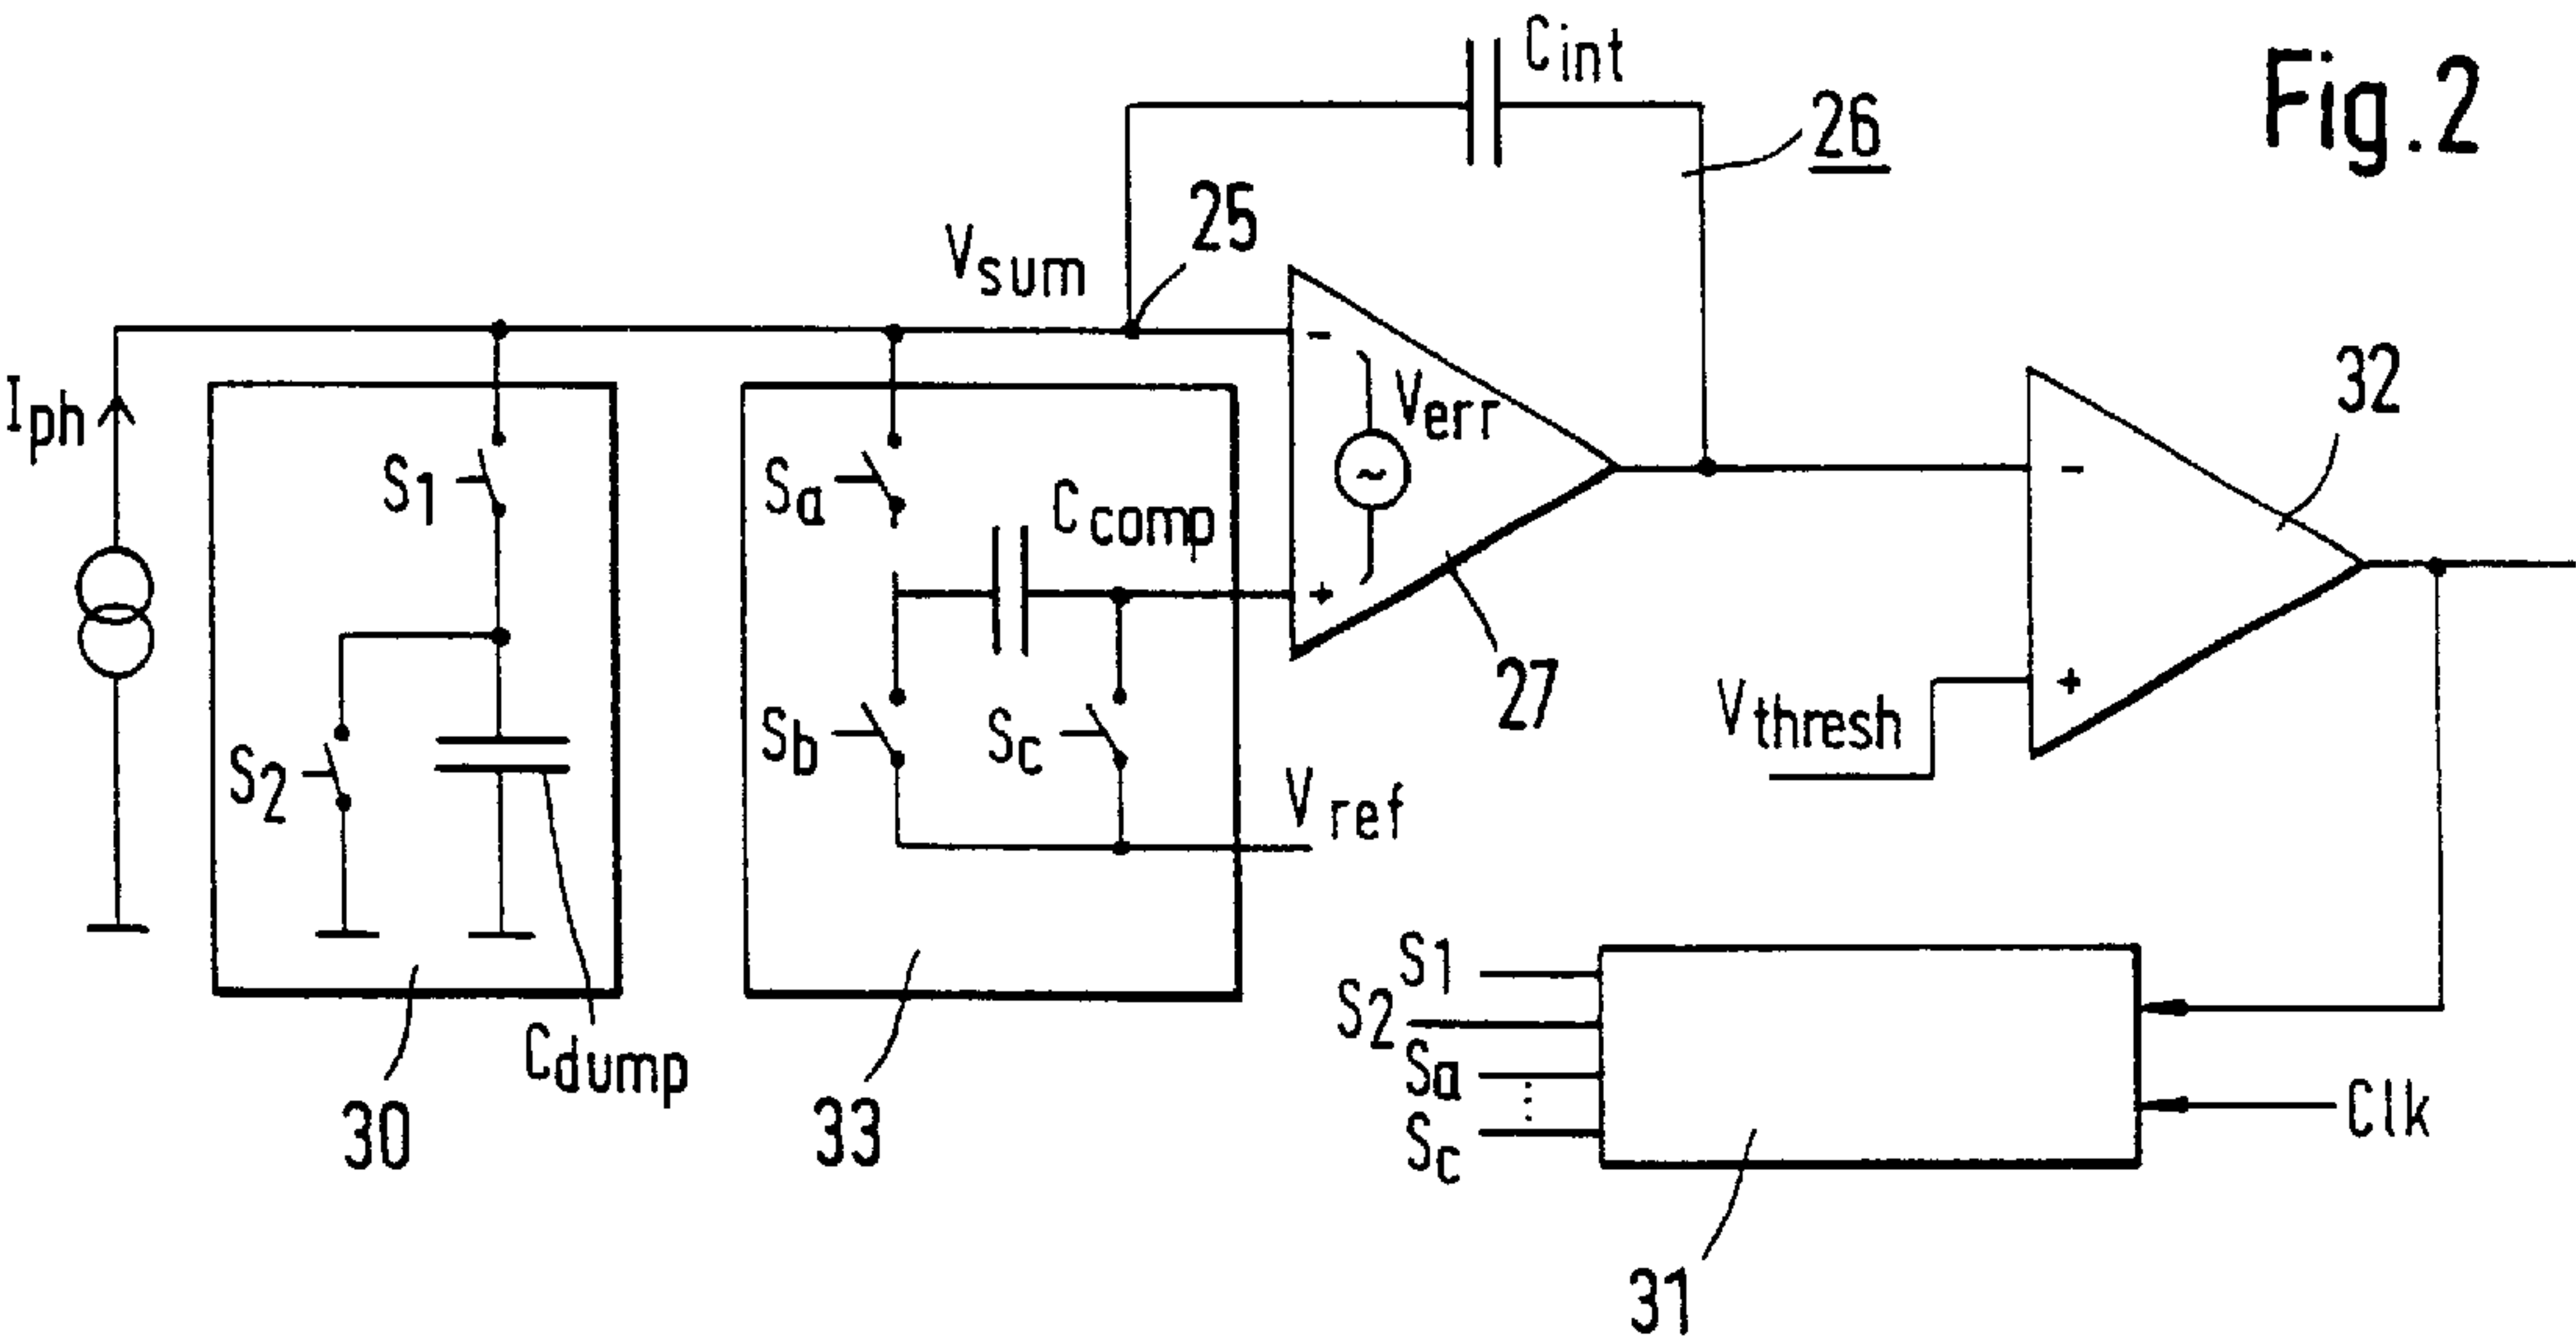 Fig.2
Cint
26
25
Vsum
Iph
S1
S2
Cdump
30
Sa
Ccomp
Sb
Sc
Vref
33
-
Verr
~
+
27
32
-
+
Vthresh
S1
S2
Sa
Sc
Clk
31